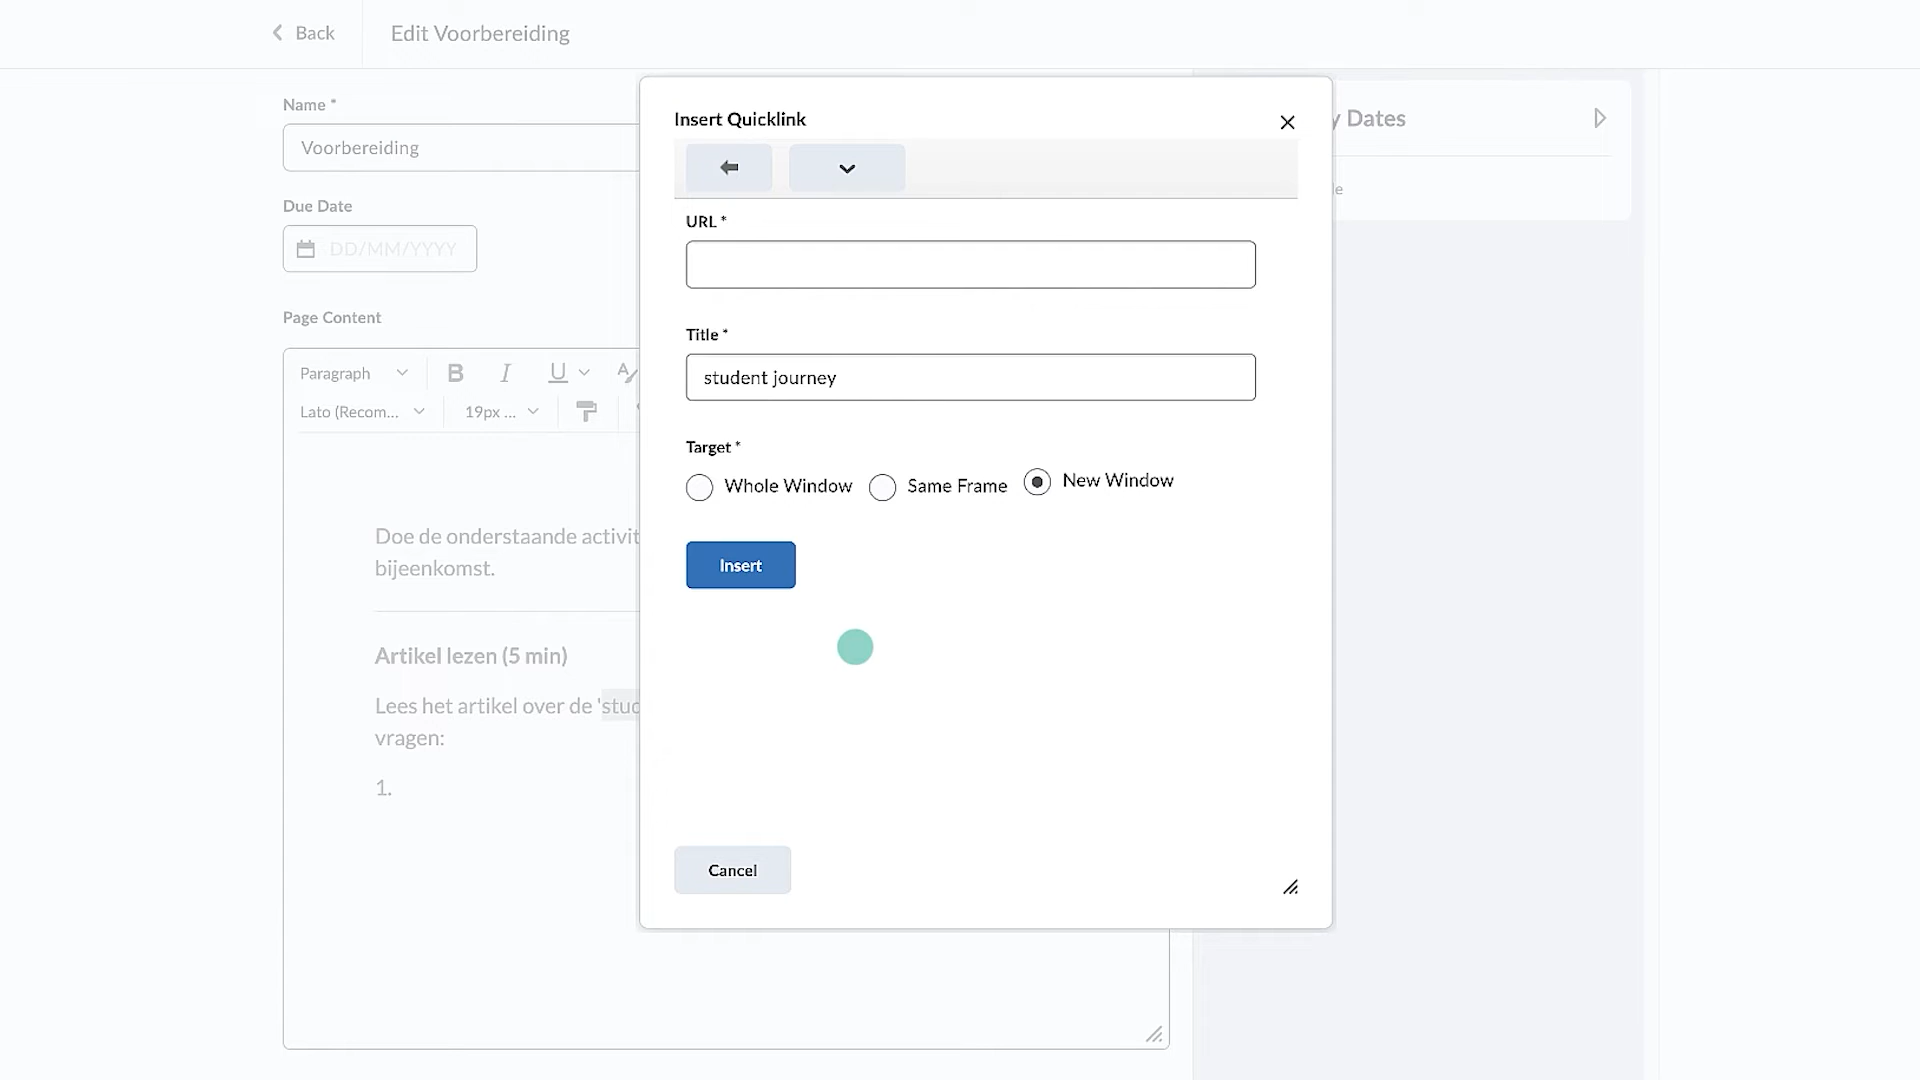 Back
Edit Voorbereiding
Name *
Voorbereiding
Due Date
DD/MM/YYYY
Page Content
Paragraph
B I U A
Lato (Recom...
19px ...
Doe de onderstaande
bijeenkomst.
Artikel lezen (5 min)
Lees het artikel over de '
vragen:
1.
Insert Quicklink
URL *
Title *
student journey
Target *
Whole Window
Same Frame
New Window
Insert
Cancel
Dates